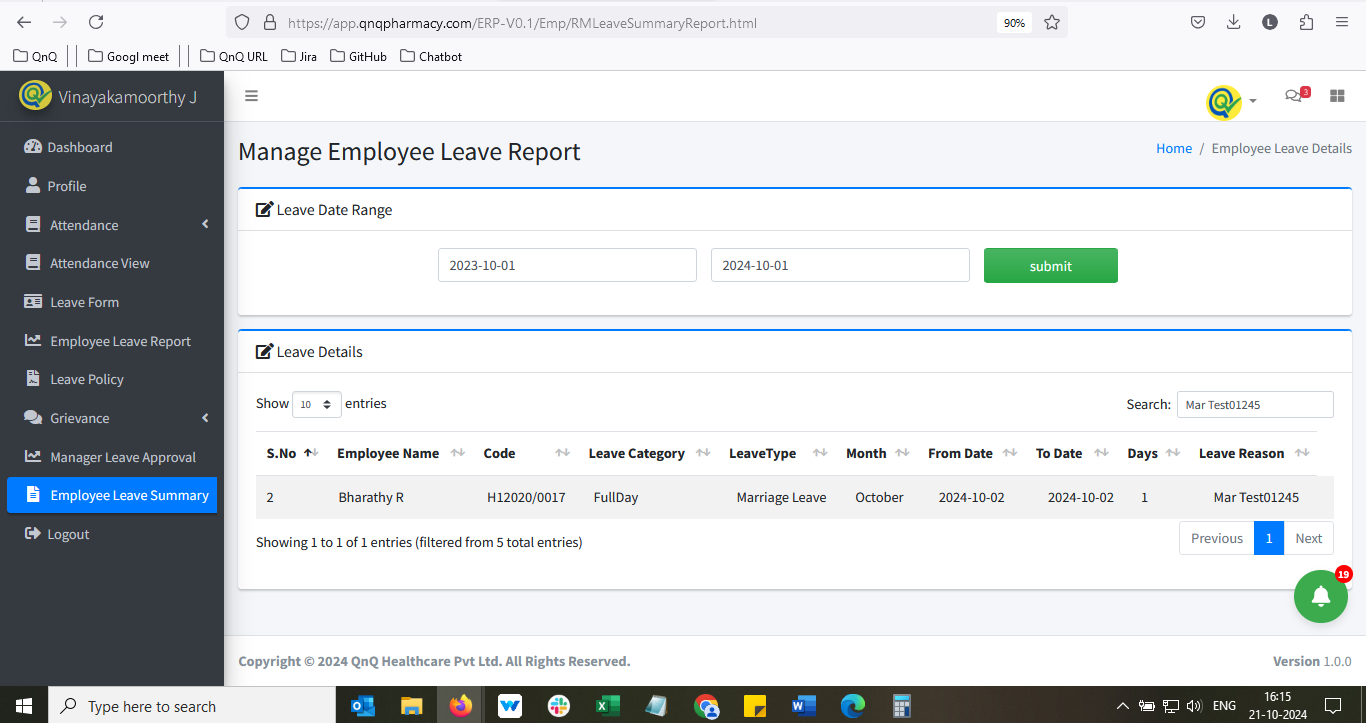 https://app.qnqpharmacy.com/ERP-V0.1/Emp/RMLeaveSummaryReport.html 90% L
QnQ Googl meet QnQ URL Jira GitHub Chatbot
Vinayakamoorthy J 3
Dashboard
Profile
Attendance
Attendance View
Leave Form
Employee Leave Report
Leave Policy
Grievance
Manager Leave Approval
Employee Leave Summary
Logout
Manage Employee Leave Report Home / Employee Leave Details
Leave Date Range
2023-10-01 2024-10-01 submit
Leave Details
Show 10 entries Search: Mar Test01245
S.No Employee Name Code Leave Category LeaveType Month From Date To Date Days Leave Reason
2 Bharathy R H12020/0017 FullDay Marriage Leave October 2024-10-02 2024-10-02 1 Mar Test01245
Showing 1 to 1 of 1 entries (filtered from 5 total entries) Previous 1 Next
19
Copyright © 2024 QnQ Healthcare Pvt Ltd. All Rights Reserved. Version 1.0.0
Type here to search ENG 16:15
21-10-2024